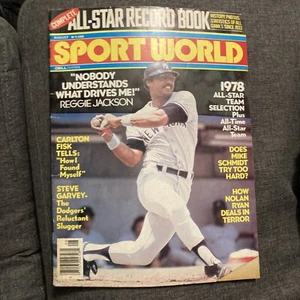 COMPLETE
ALL-STAR RECORD BOOK
SPORT WORLD
"NOBODY
UNDERSTANDS
WHAT DRIVES ME!"
REGGIE JACKSON
1978
ALL-STAR
TEAM
SELECTION
Plus
All-Time
All-Star
Team
CARLTON
FISK
TELLS:
"How I
Found
Myself"
DOES
MIKE
SCHMIDT
TRY TOO
HARD?
STEVE
GARVEY-
The
Dodgers'
Reluctant
Slugger
HOW
NOLAN
RYAN
DEALS IN
TERROR